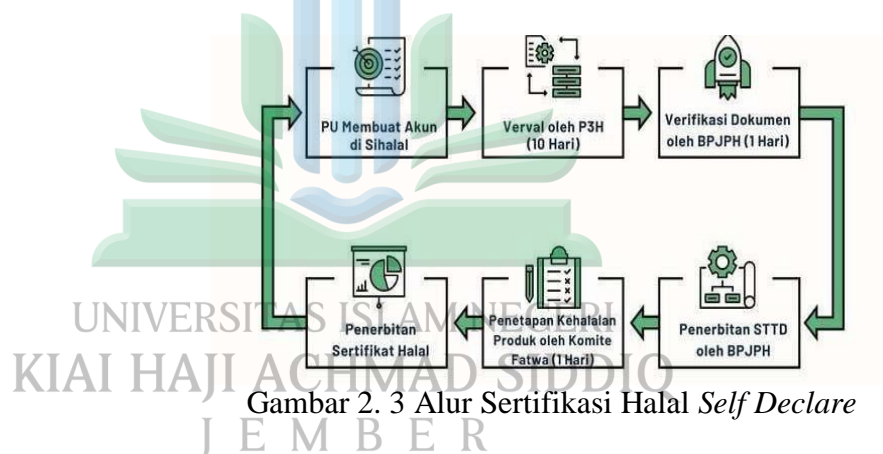 PU Membuat Akun
di Sihalal
Verval oleh P3H
(10 Hari)
Verifikasi Dokumen
oleh BPJPH (1 Hari)
Penerbitan STTD
oleh BPJPH
Penetapan Kehalalan
Produk oleh Komite
Fatwa (1 Hari)
Penerbitan
Sertifikat Halal
UNIVERSITAS ISLAM NEGERI
KIAI HAJI ACHMAD SIDDIQ
JEMBER
Gambar 2. 3 Alur Sertifikasi Halal Self Declare